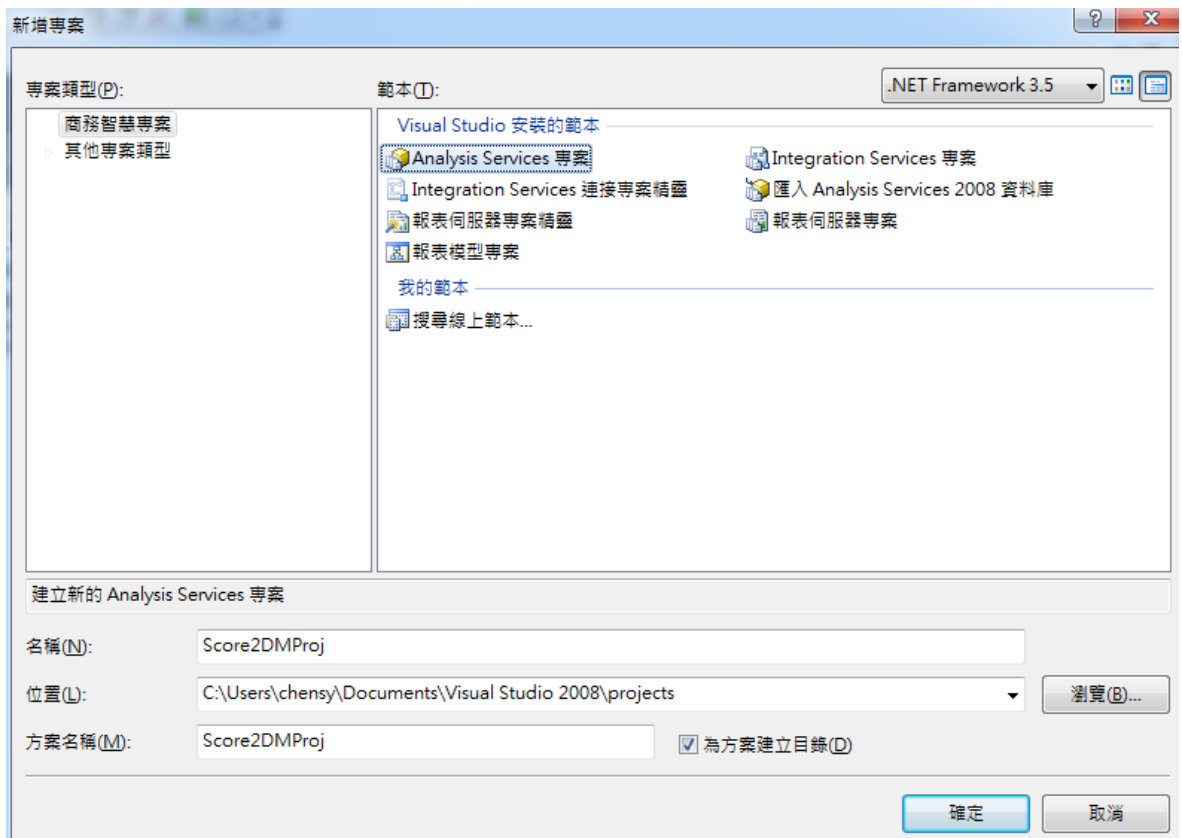 新增專案
專案類型(P):
範本(T):
.NET Framework 3.5
商務智慧專案
其他專案類型
Visual Studio 安裝的範本
Analysis Services 專案
Integration Services 專案
Integration Services 連接專案精靈
匯入 Analysis Services 2008 資料庫
報表伺服器專案精靈
報表伺服器專案
報表模型專案
我的範本
搜尋線上範本...
建立新的 Analysis Services 專案
名稱(N):
Score2DMProj
位置(L):
C:\Users\chensy\Documents\Visual Studio 2008\projects
瀏覽(B)...
方案名稱(M):
Score2DMProj
為方案建立目錄(D)
確定
取消